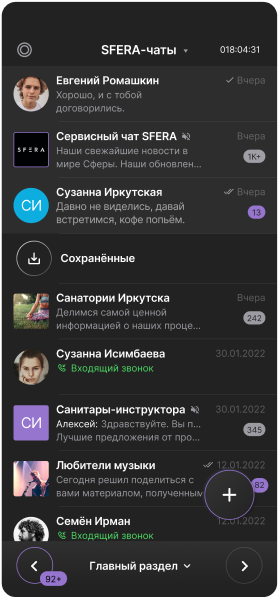 SFERA-чаты
018:04:31
Евгений Ромашкин
Вчера
Хорошо, и с тобой
договорились.
SFERA
Сервисный чат SFERA
Вчера
Наши свежайшие новости в
мире Сферы. Наши обновлен...
1K+
СИ
Сузанна Иркутская
Вчера
Давно не виделись, давай
встретимся, кофе попьём.
13
Сохранённые
Санатории Иркутска
Вчера
Делимся самой ценной
информацией о наших проце...
242
Сузанна Исимбаева
30.01.2022
Входящий звонок
СИ
Санитары-инструктора
30.01.2022
Алексей: Здравствуйте. Вы п...
Лучшие предложения от про...
345
Любители музыки
12.01.2022
Сегодня решил поделиться с
вами материалом, полученным
82
Семён Ирман
12.01.2022
Входящий звонок
92+
Главный раздел